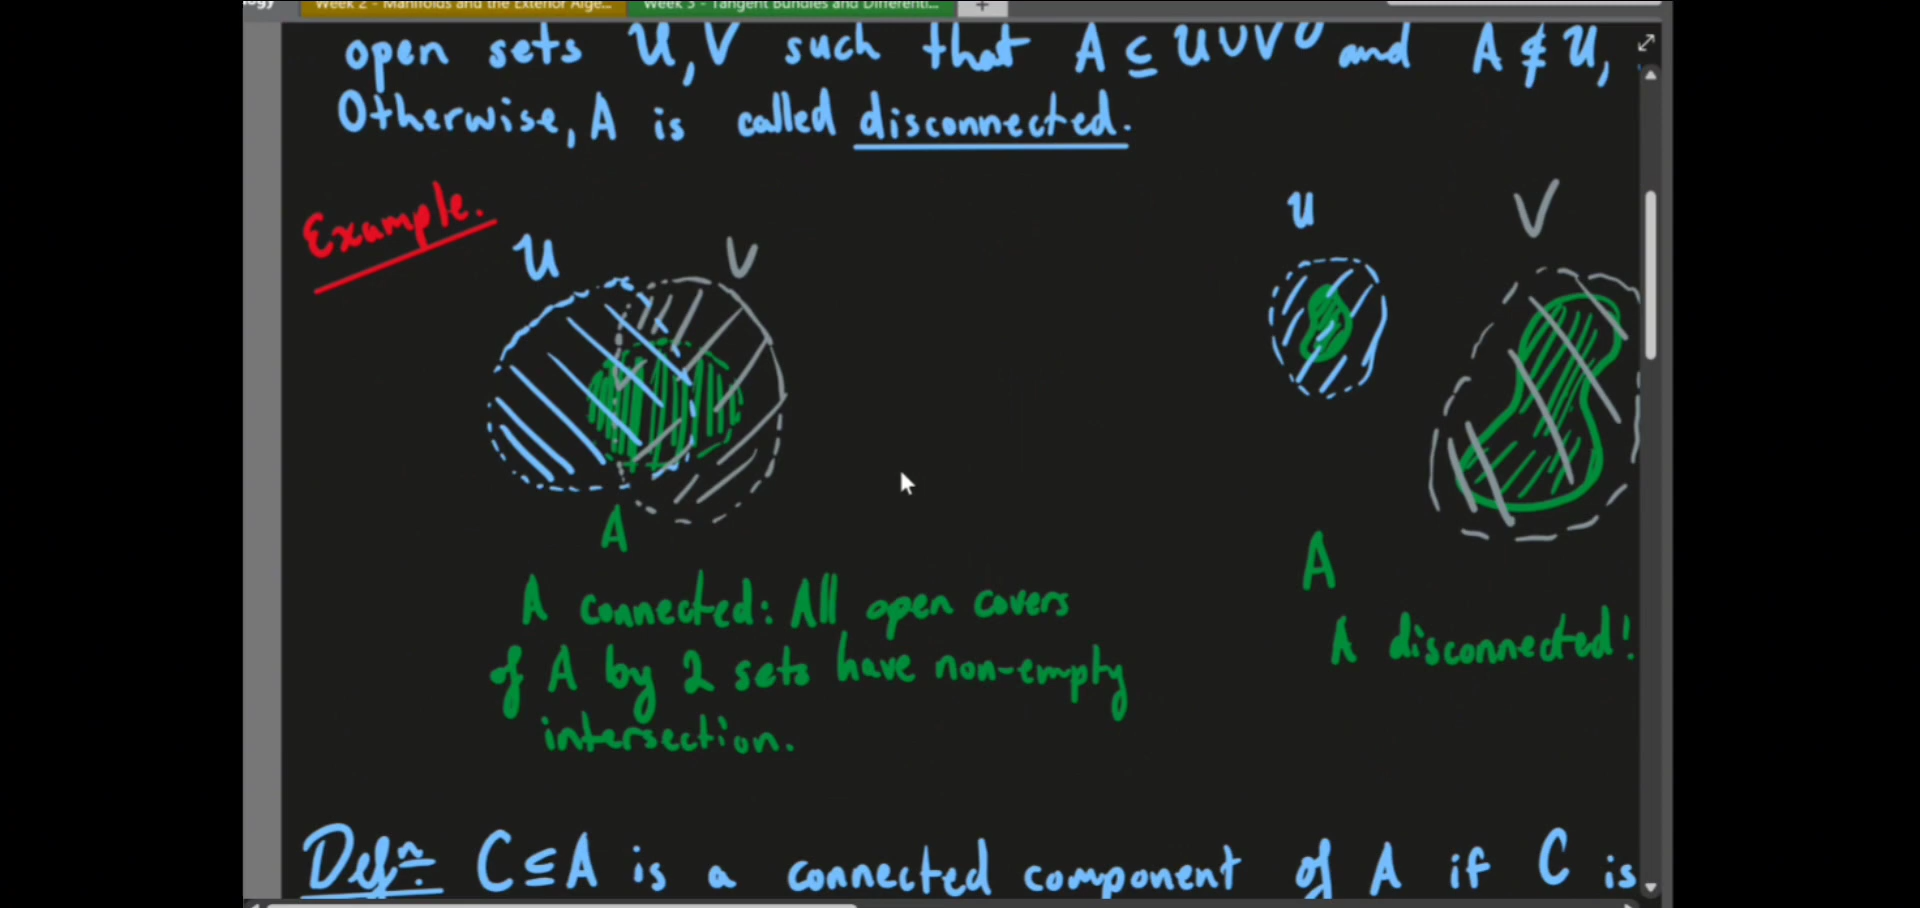 ogy Week 2 - Manifolds and the Exterior Alge... Week 3 - Tangent Bundles and Differenti... +
open sets U, V such that A ⊆ U∪V and A ⊄ U,
Otherwise, A is called disconnected.
Example.
U V
U V
A
A
A connected: All open covers
of A by 2 sets have non-empty
intersection.
A disconnected!
Defⁿ: C ⊆ A is a connected component of A if C is